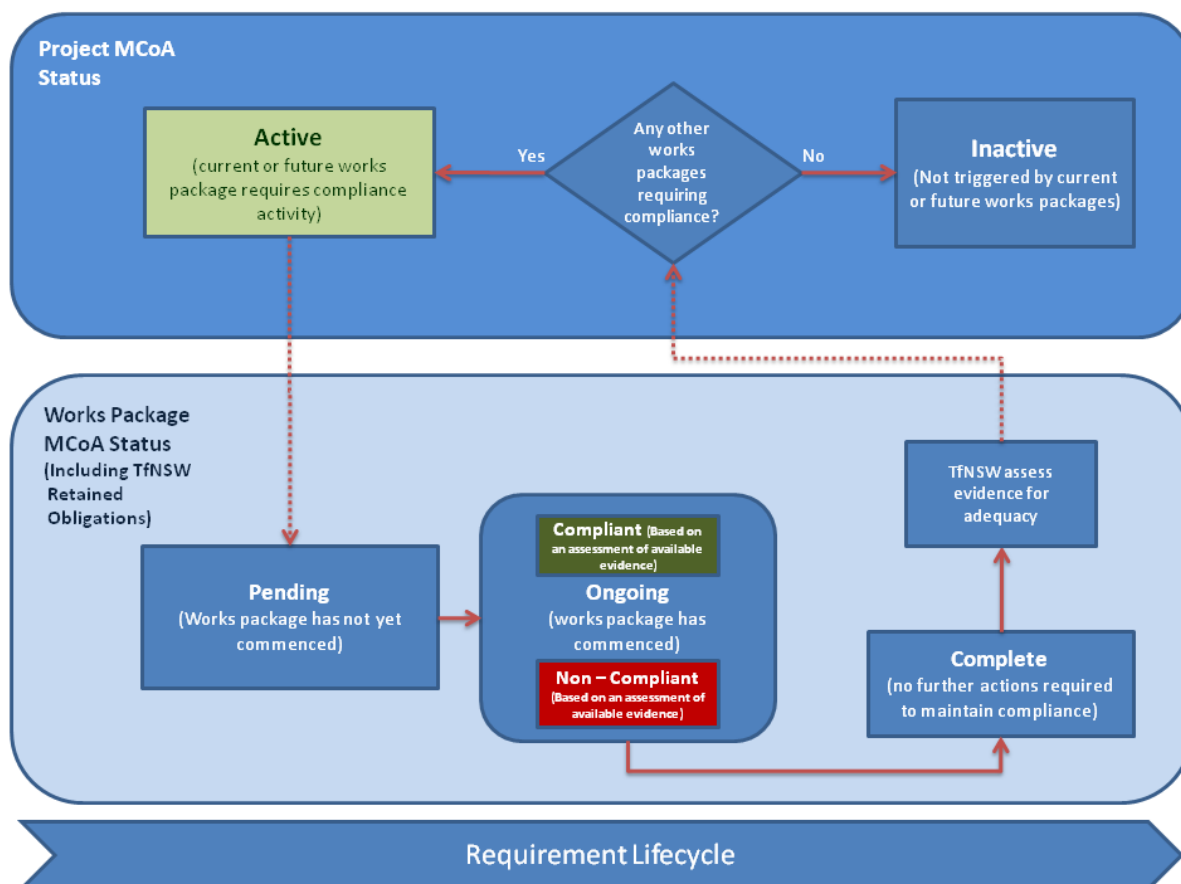 Project MCoA
Status
Active
(current or future works
package requires compliance
activity)
Yes
Any other
works
packages
requiring
compliance?
No
Inactive
(Not triggered by current
or future works packages)
Works Package
MCoA Status
(Including TfNSW
Retained
Obligations)
Pending
(Works package has not yet
commenced)
Compliant (Based on
an assessment of available
evidence)
Ongoing
(works package has
commenced)
Non – Compliant
(Based on an assessment of
available evidence)
TfNSW assess
evidence for
adequacy
Complete
(no further actions required
to maintain compliance)
Requirement Lifecycle